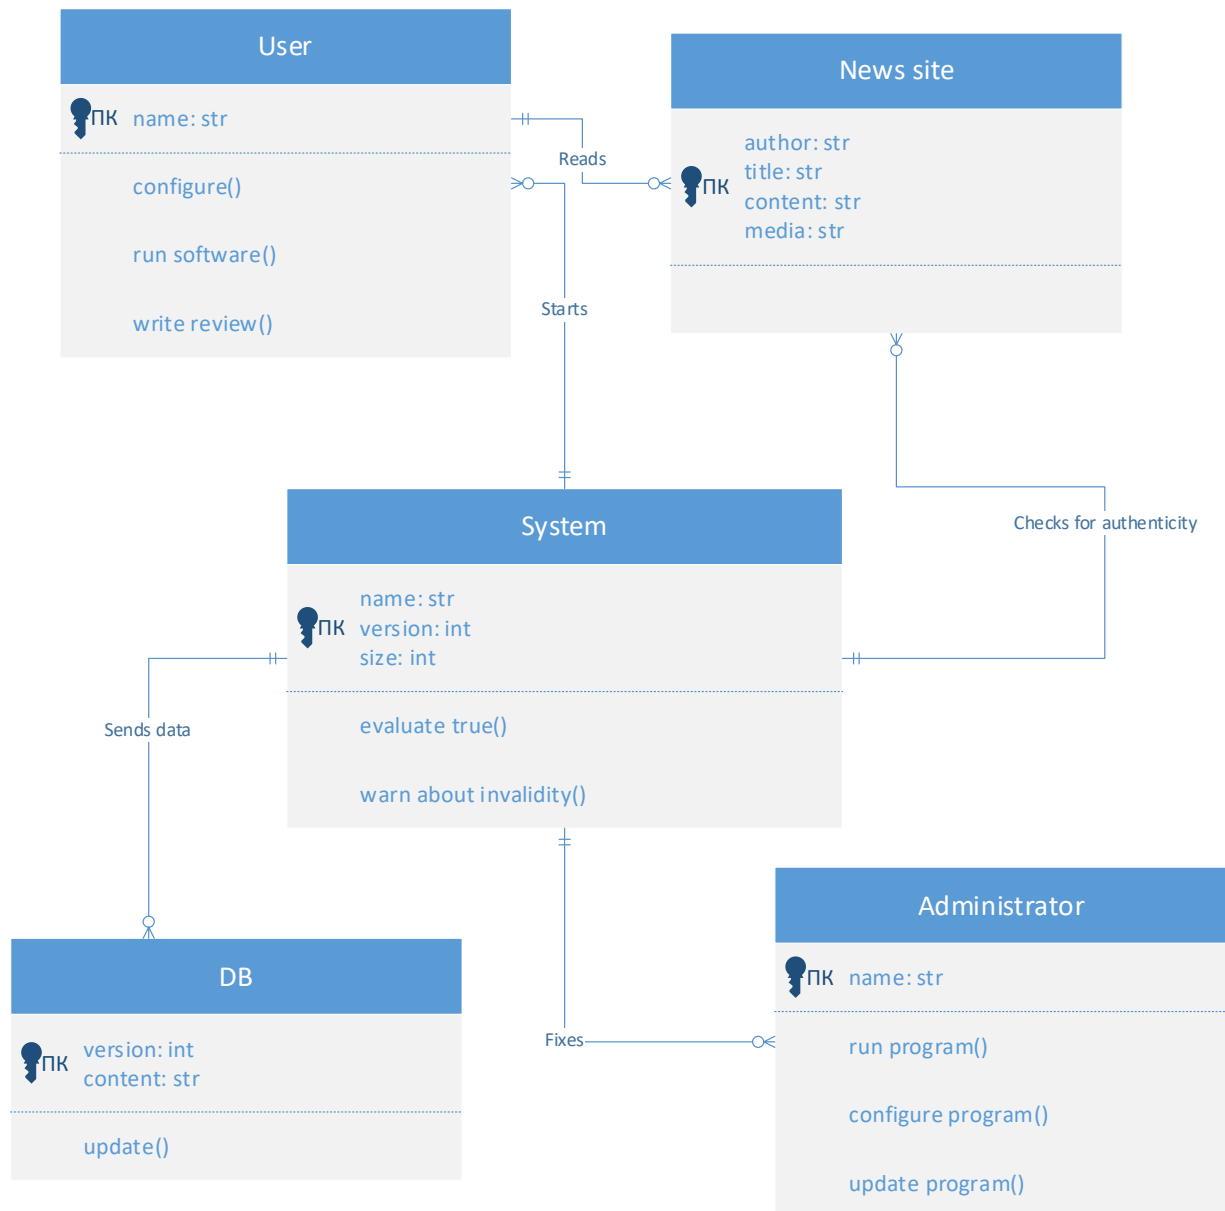 User
ПК name: str
configure()
run software()
write review()
News site
ПК
author: str
title: str
content: str
media: str
Reads
Starts
Checks for authenticity
System
ПК
name: str
version: int
size: int
evaluate true()
warn about invalidity()
Sends data
Fixes
DB
ПК
version: int
content: str
update()
Administrator
ПК name: str
run program()
configure program()
update program()